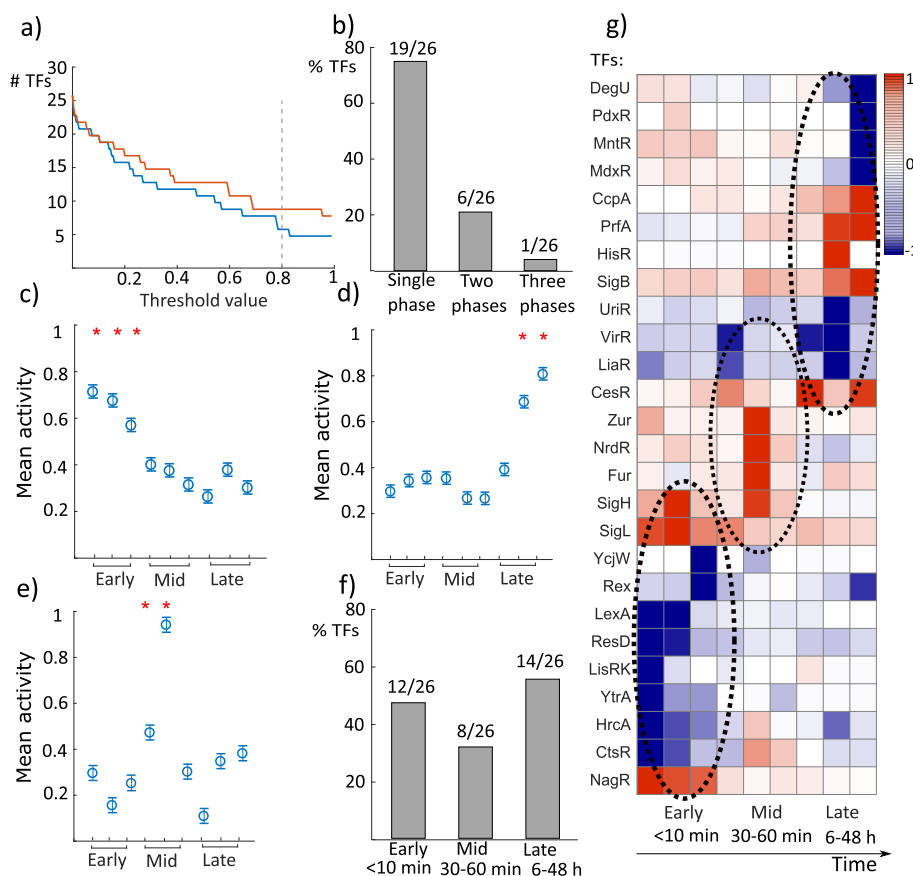 a)
# TFs
30
25
20
15
10
5
0.2
0.4
0.6
0.8
1
Threshold value
b)
% TFs
80
60
40
20
19/26
6/26
1/26
Single phase
Two phases
Three phases
c)
Mean activity
1
0.8
0.6
0.4
0.2
* * *
Early
Mid
Late
d)
Mean activity
1
0.8
0.6
0.4
0.2
* *
Early
Mid
Late
e)
Mean activity
1
0.8
0.6
0.4
0.2
* *
Early
Mid
Late
f)
% TFs
80
60
40
20
12/26
8/26
14/26
Early
<10 min
Mid
30-60 min
Late
6-48 h
g)
TFs:
DegU
PdxR
MntR
MdxR
CcpA
PrfA
HisR
SigB
UriR
VirR
LiaR
CesR
Zur
NrdR
Fur
SigH
SigL
YcjW
Rex
LexA
ResD
LisRK
YtrA
HrcA
CtsR
NagR
1
0
-1
Early
<10 min
Mid
30-60 min
Late
6-48 h
Time